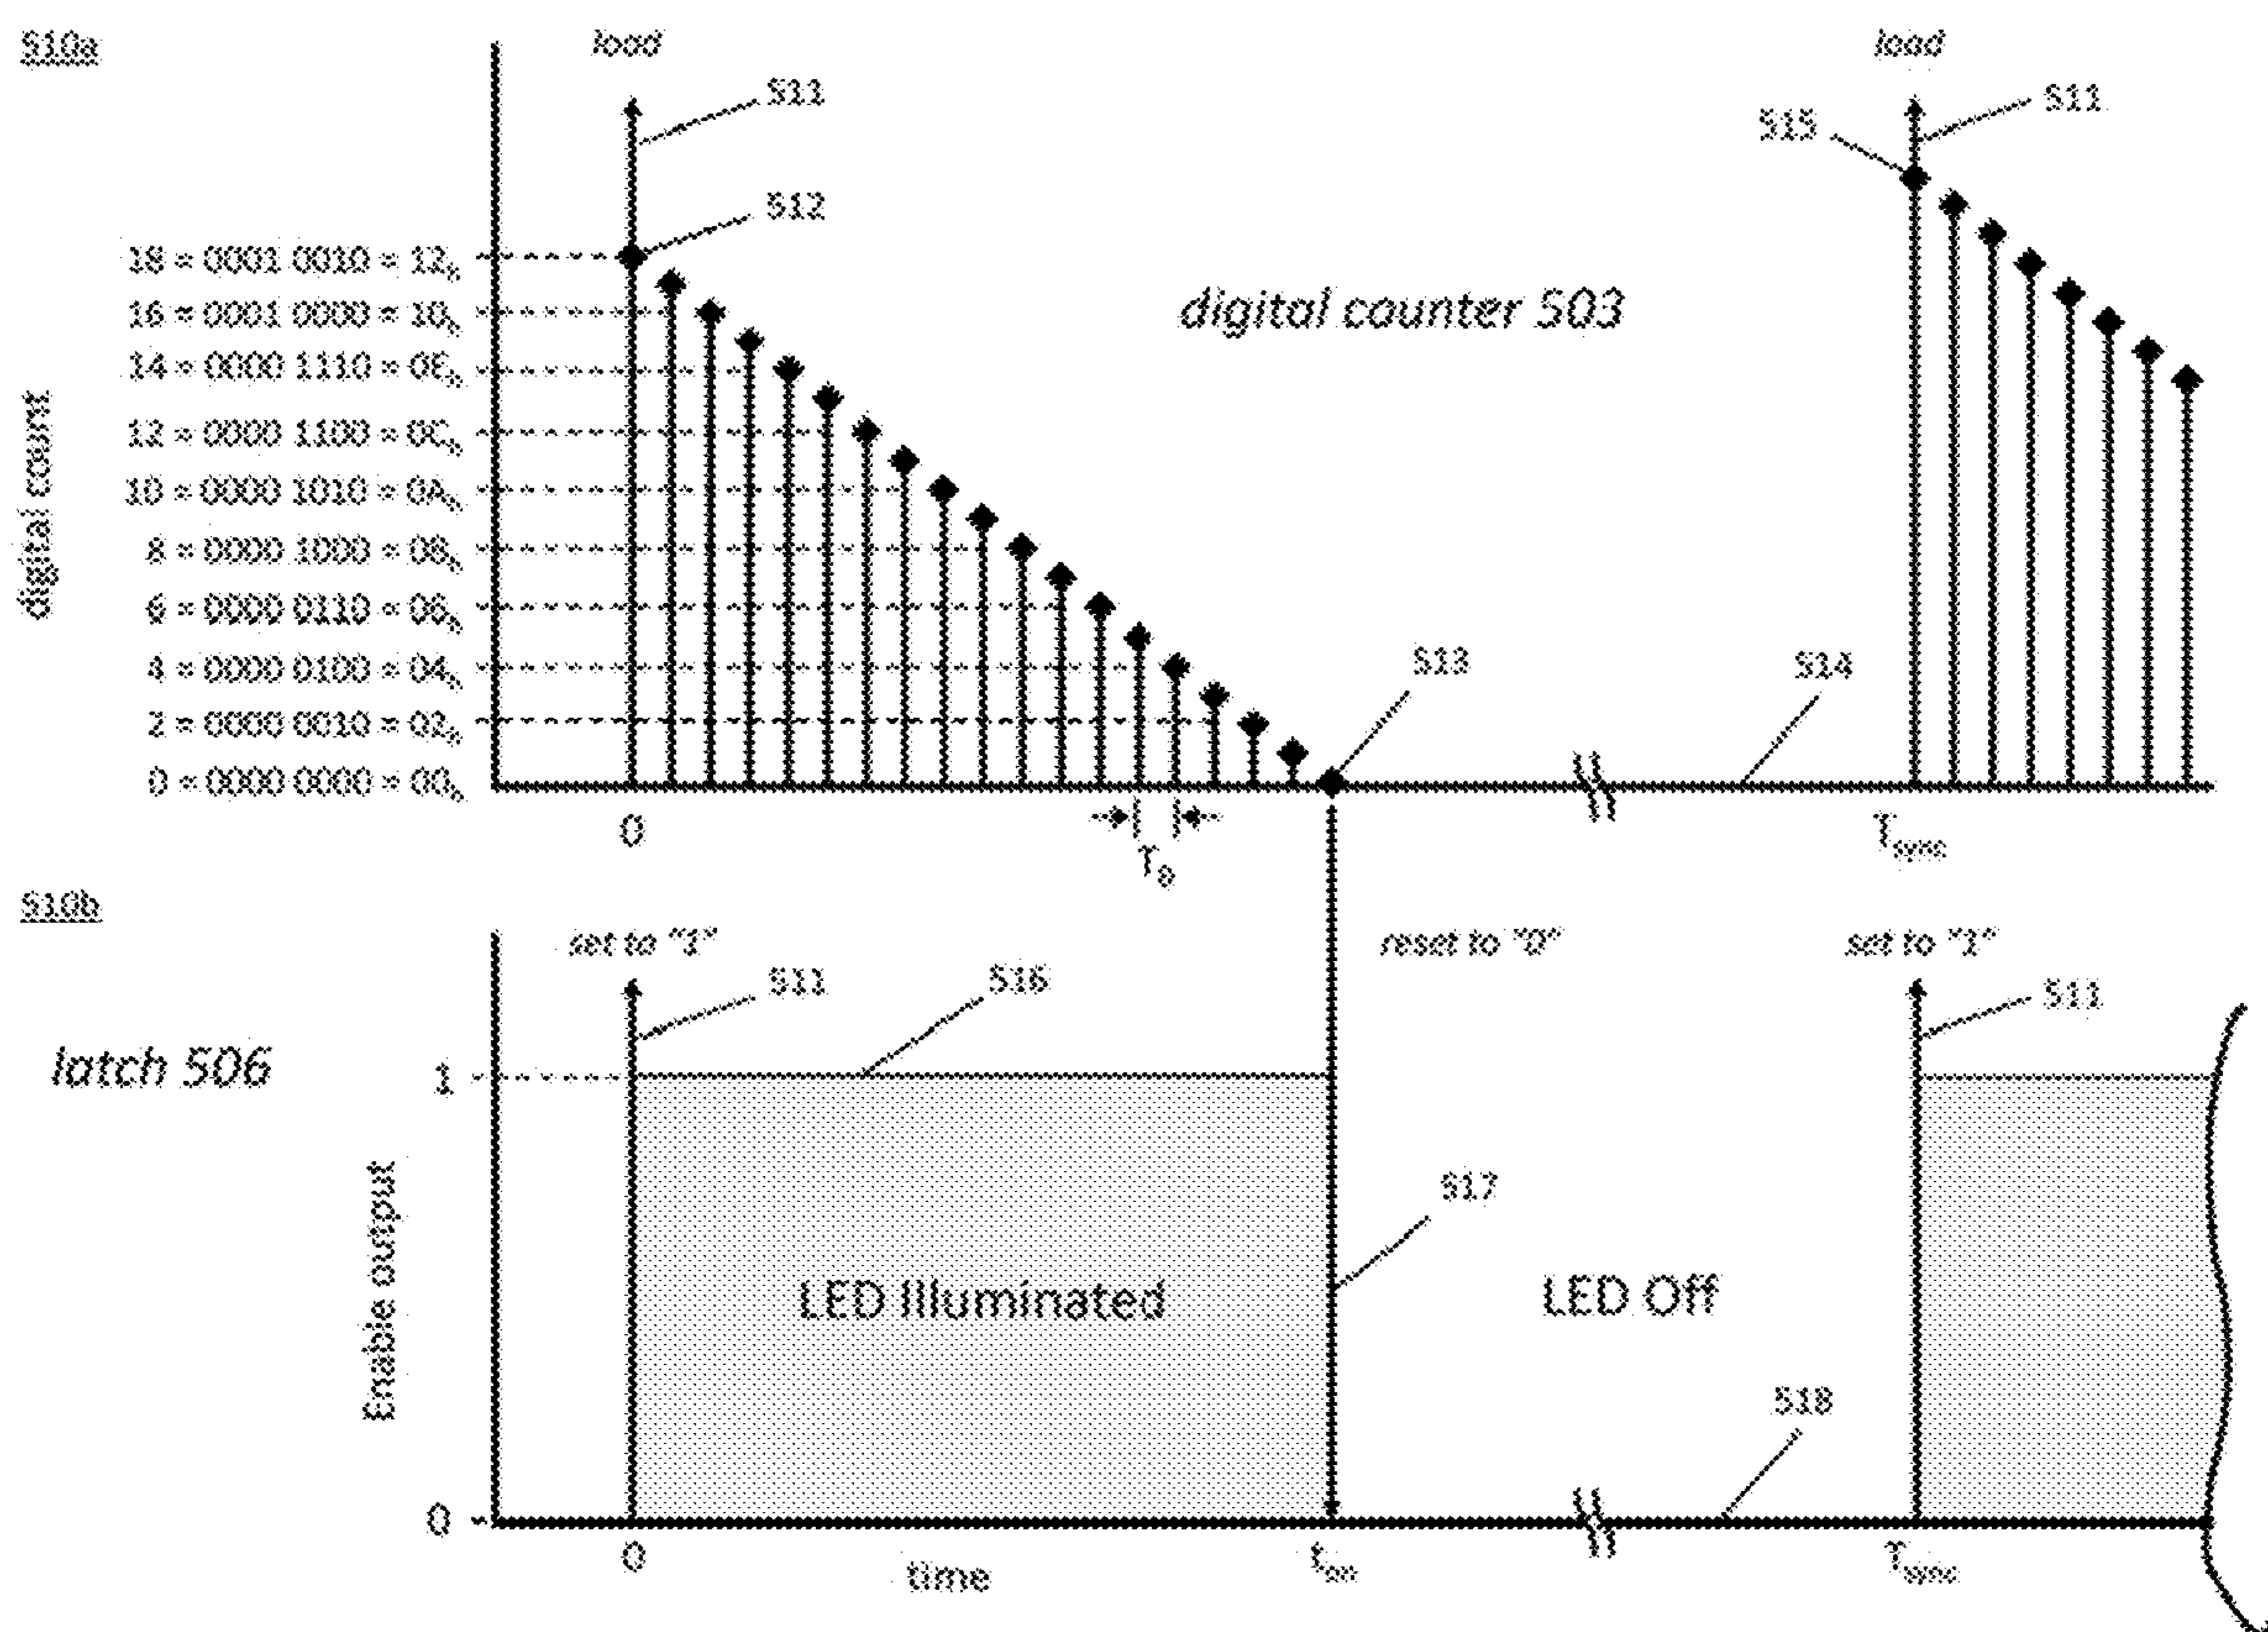 510a
load
load
511
511
515
512
18 = 0001 0010 = 12h
digital counter 503
16 = 0001 0000 = 10h
14 = 0000 1110 = 0Eh
12 = 0000 1100 = 0Ch
10 = 0000 1010 = 0Ah
8 = 0000 1000 = 08h
6 = 0000 0110 = 06h
4 = 0000 0100 = 04h
2 = 0000 0010 = 02h
0 = 0000 0000 = 00h
digital count
513
514
0
Tθ
Tsync
510b
set to "1"
reset to "0"
set to "1"
511
516
511
latch 506
1
517
Enable output
LED Illuminated
LED Off
518
0
0
time
ton
Tsync